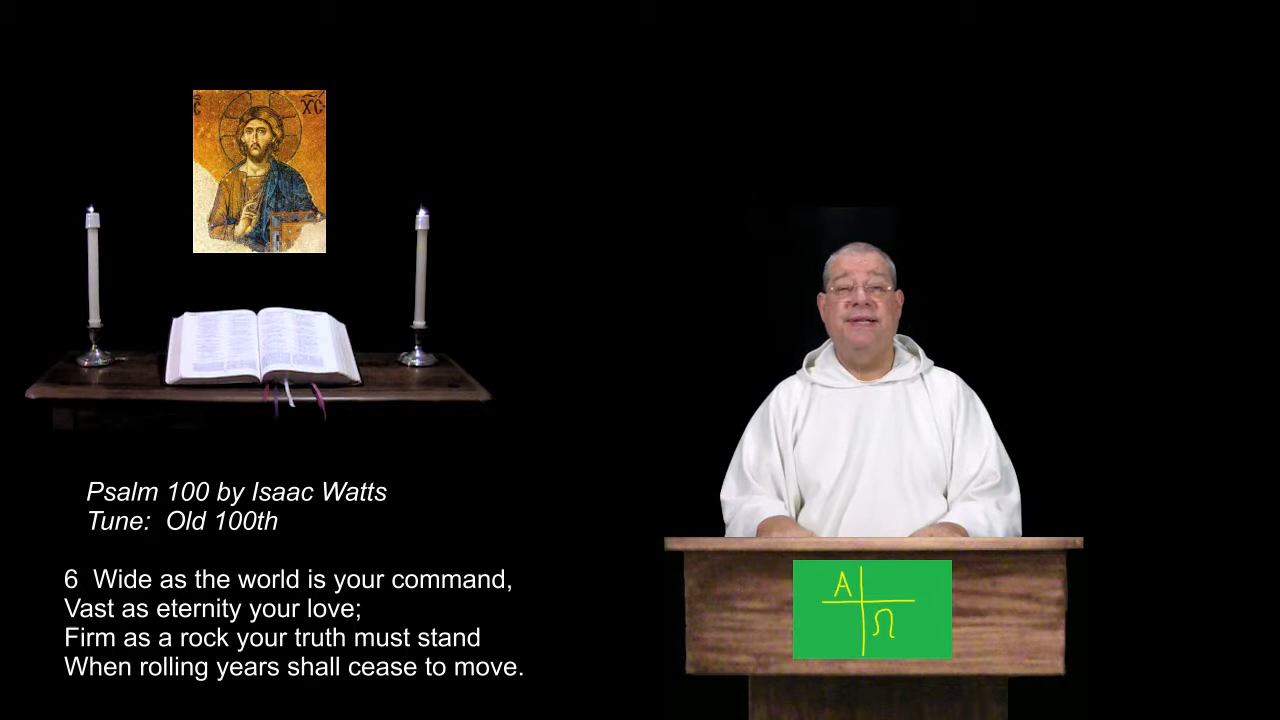 C
XC
Psalm 100 by Isaac Watts
Tune: Old 100th
6 Wide as the world is your command,
Vast as eternity your love;
Firm as a rock your truth must stand
When rolling years shall cease to move.
A
Ω